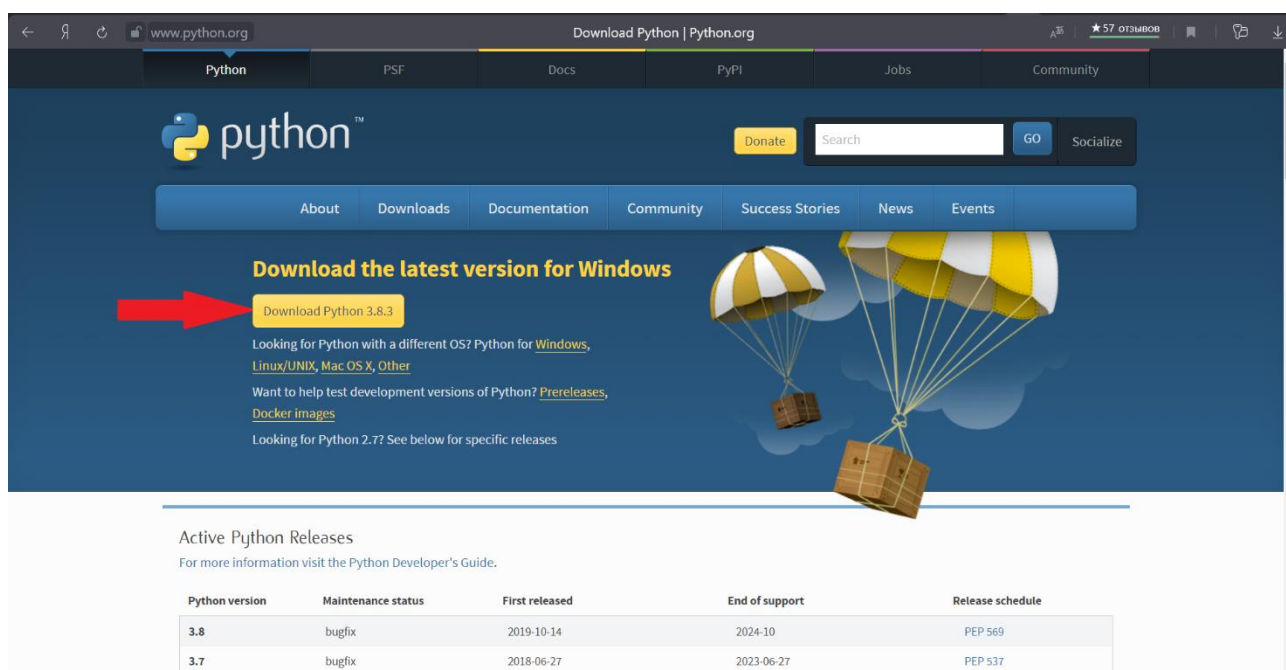 Я www.python.org Download Python | Python.org ★57 отзывов
Python PSF Docs PyPI Jobs Community
python™
Donate Search GO Socialize
About Downloads Documentation Community Success Stories News Events
Download the latest version for Windows
Download Python 3.8.3
Looking for Python with a different OS? Python for Windows,
Linux/UNIX, Mac OS X, Other
Want to help test development versions of Python? Prereleases,
Docker images
Looking for Python 2.7? See below for specific releases
Active Python Releases
For more information visit the Python Developer's Guide.
Python version Maintenance status First released End of support Release schedule
3.8 bugfix 2019-10-14 2024-10 PEP 569
3.7 bugfix 2018-06-27 2023-06-27 PEP 537